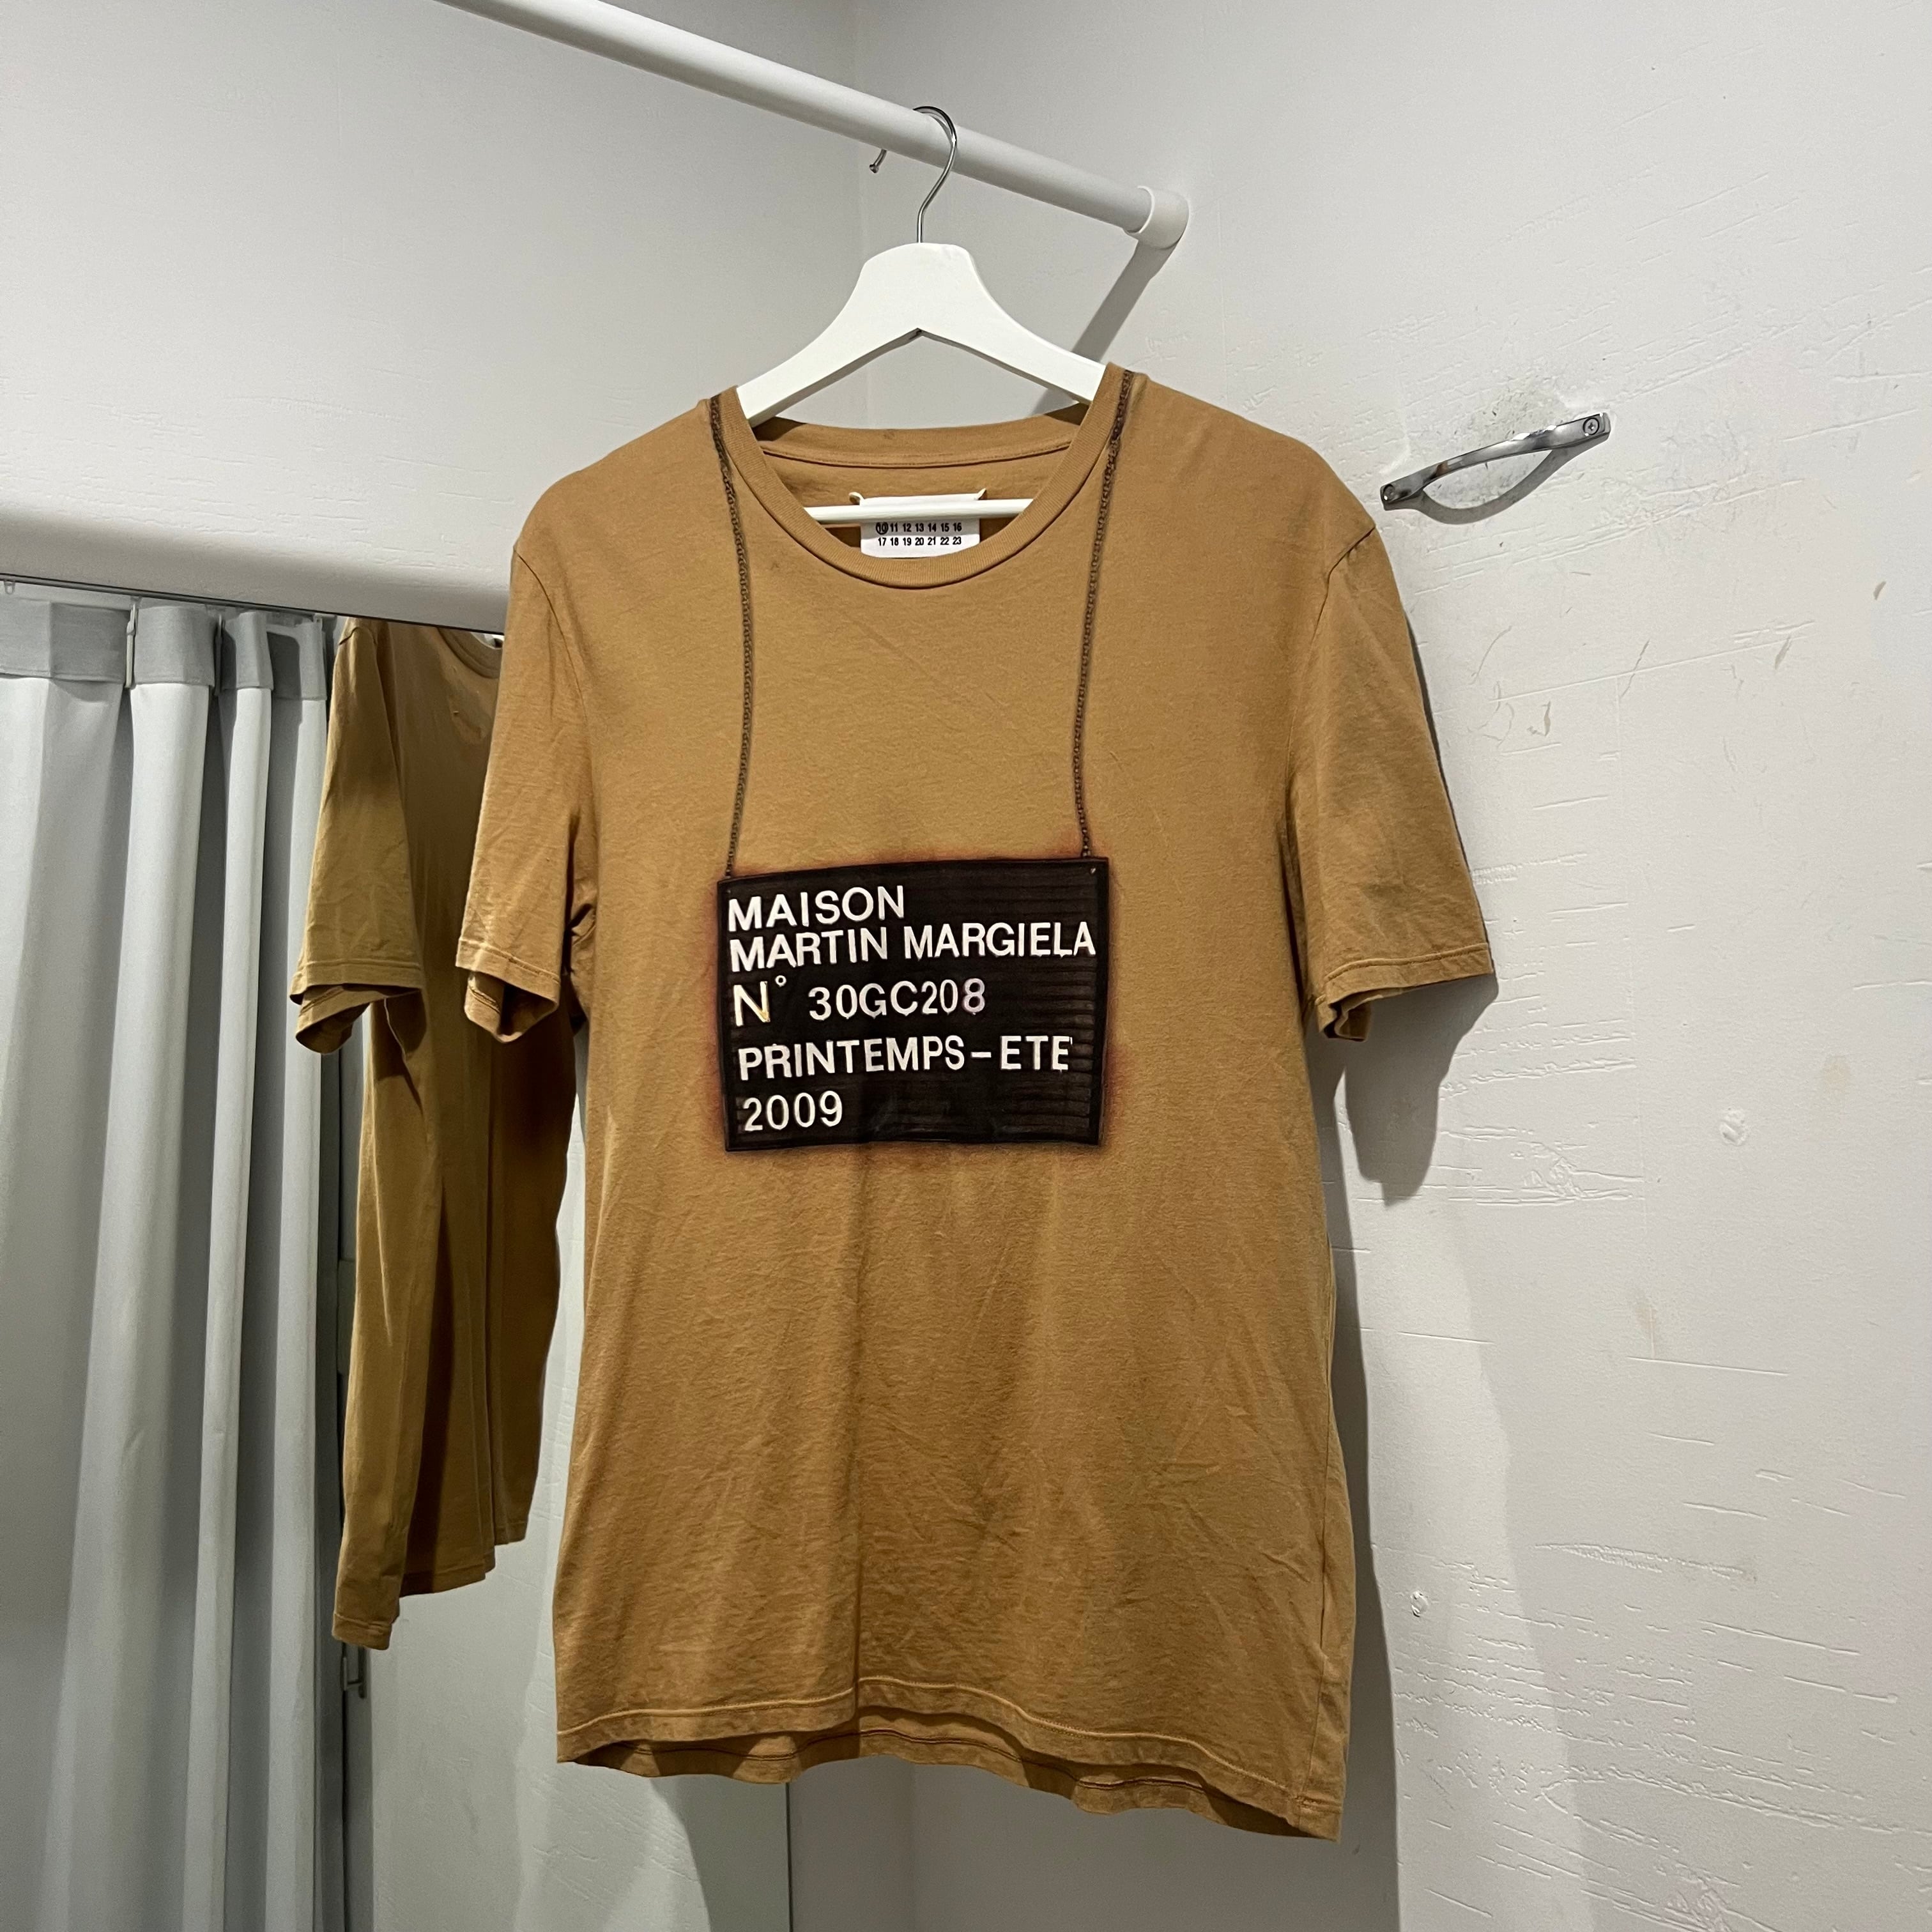 10 11 12 13 14 15 16
17 18 19 20 21 22 23
MAISON
MARTIN MARGIELA
N° 30GC208
PRINTEMPS-ETE'
2009